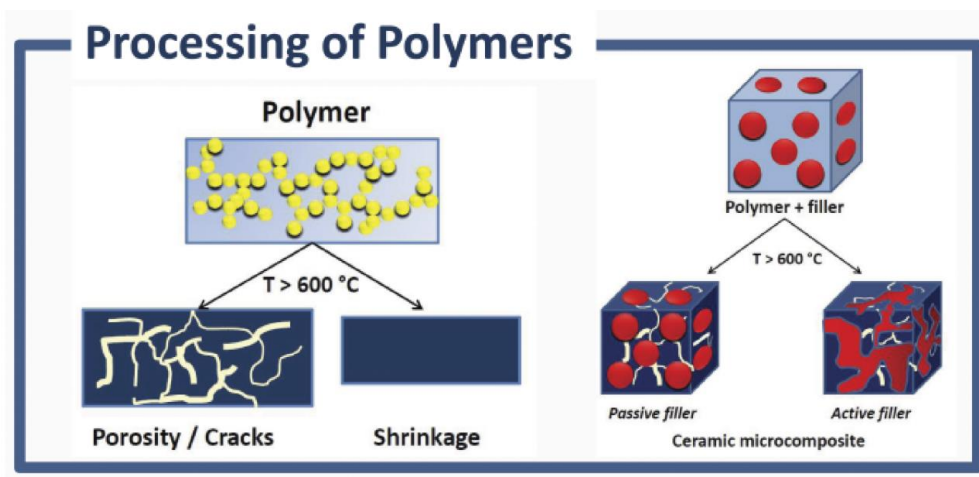 Processing of Polymers
Polymer
T > 600 °C
Porosity / Cracks
Shrinkage
Polymer + filler
T > 600 °C
Passive filler
Active filler
Ceramic microcomposite